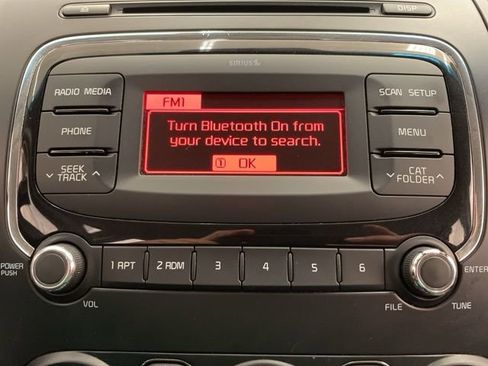 DISP
SIRIUS
RADIO MEDIA
FM1
SCAN SETUP
Turn Bluetooth On from
your device to search.
PHONE
MENU
1 OK
SEEK
TRACK
CAT
FOLDER
POWER
PUSH
1 RPT
2 RDM
3
4
5
6
ENTER
VOL
FILE
TUNE